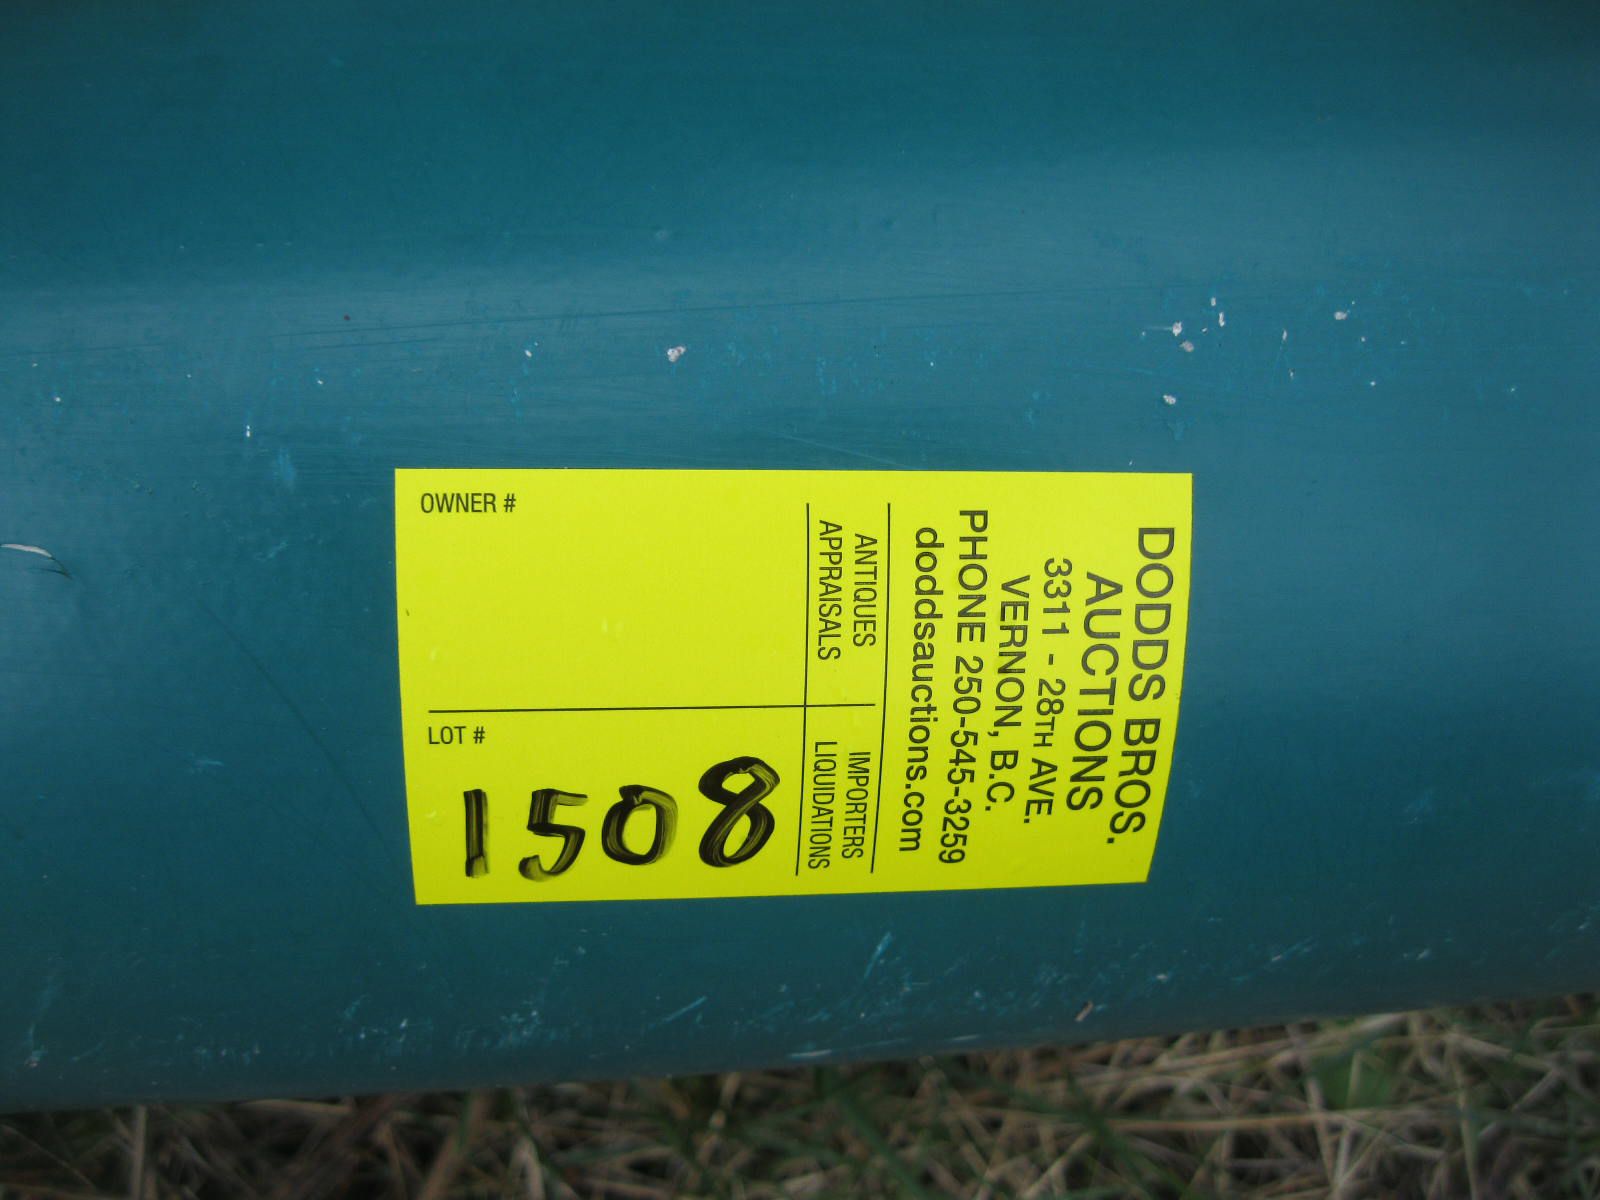 DODDS BROS.
AUCTIONS
3311 - 28TH AVE.
VERNON, B.C.
PHONE 250-545-3259
doddsauctions.com
ANTIQUES IMPORTERS
APPRAISALS LIQUIDATIONS
OWNER #
LOT #
1508